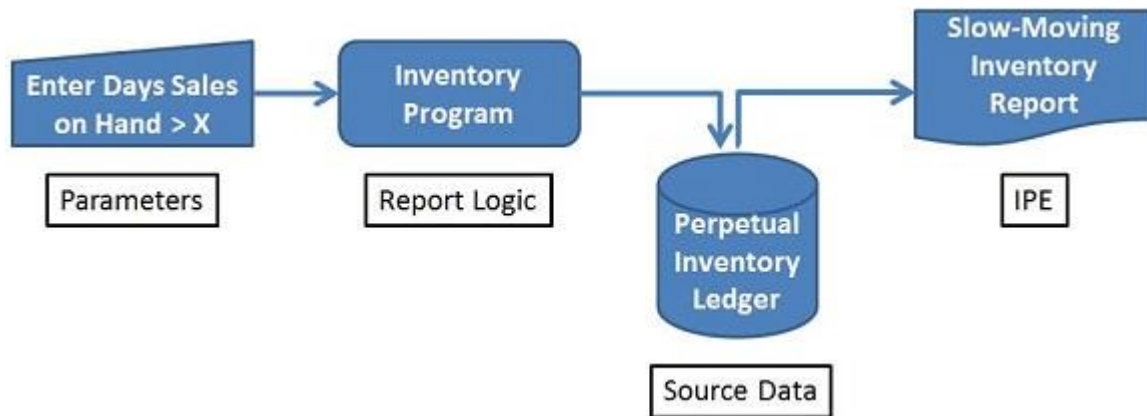 Enter Days Sales
on Hand > X
Parameters
Inventory
Program
Report Logic
Perpetual
Inventory
Ledger
Source Data
Slow-Moving
Inventory
Report
IPE